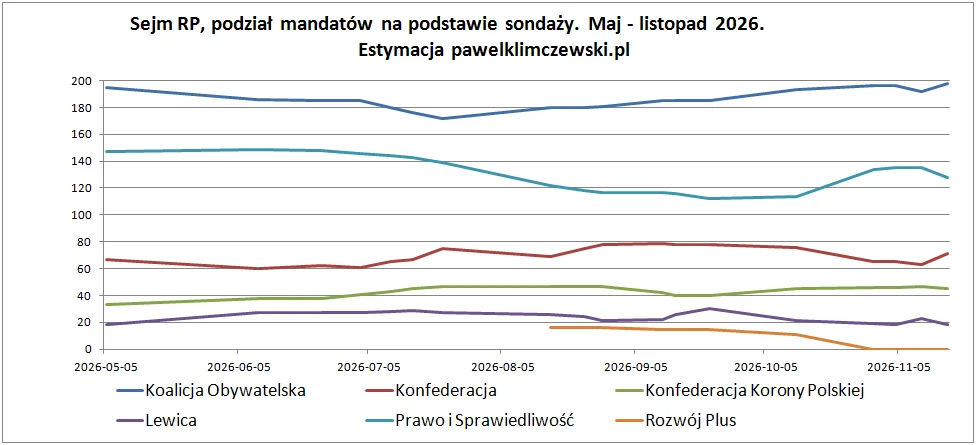 Sejm RP, podział mandatów na podstawie sondaży. Maj - listopad 2026.
Estymacja pawelklimczewski.pl
200
180
160
140
120
100
80
60
40
20
0
2026-05-05 2026-06-05 2026-07-05 2026-08-05 2026-09-05 2026-10-05 2026-11-05
Koalicja Obywatelska Konfederacja Konfederacja Korony Polskiej
Lewica Prawo i Sprawiedliwość Rozwój Plus